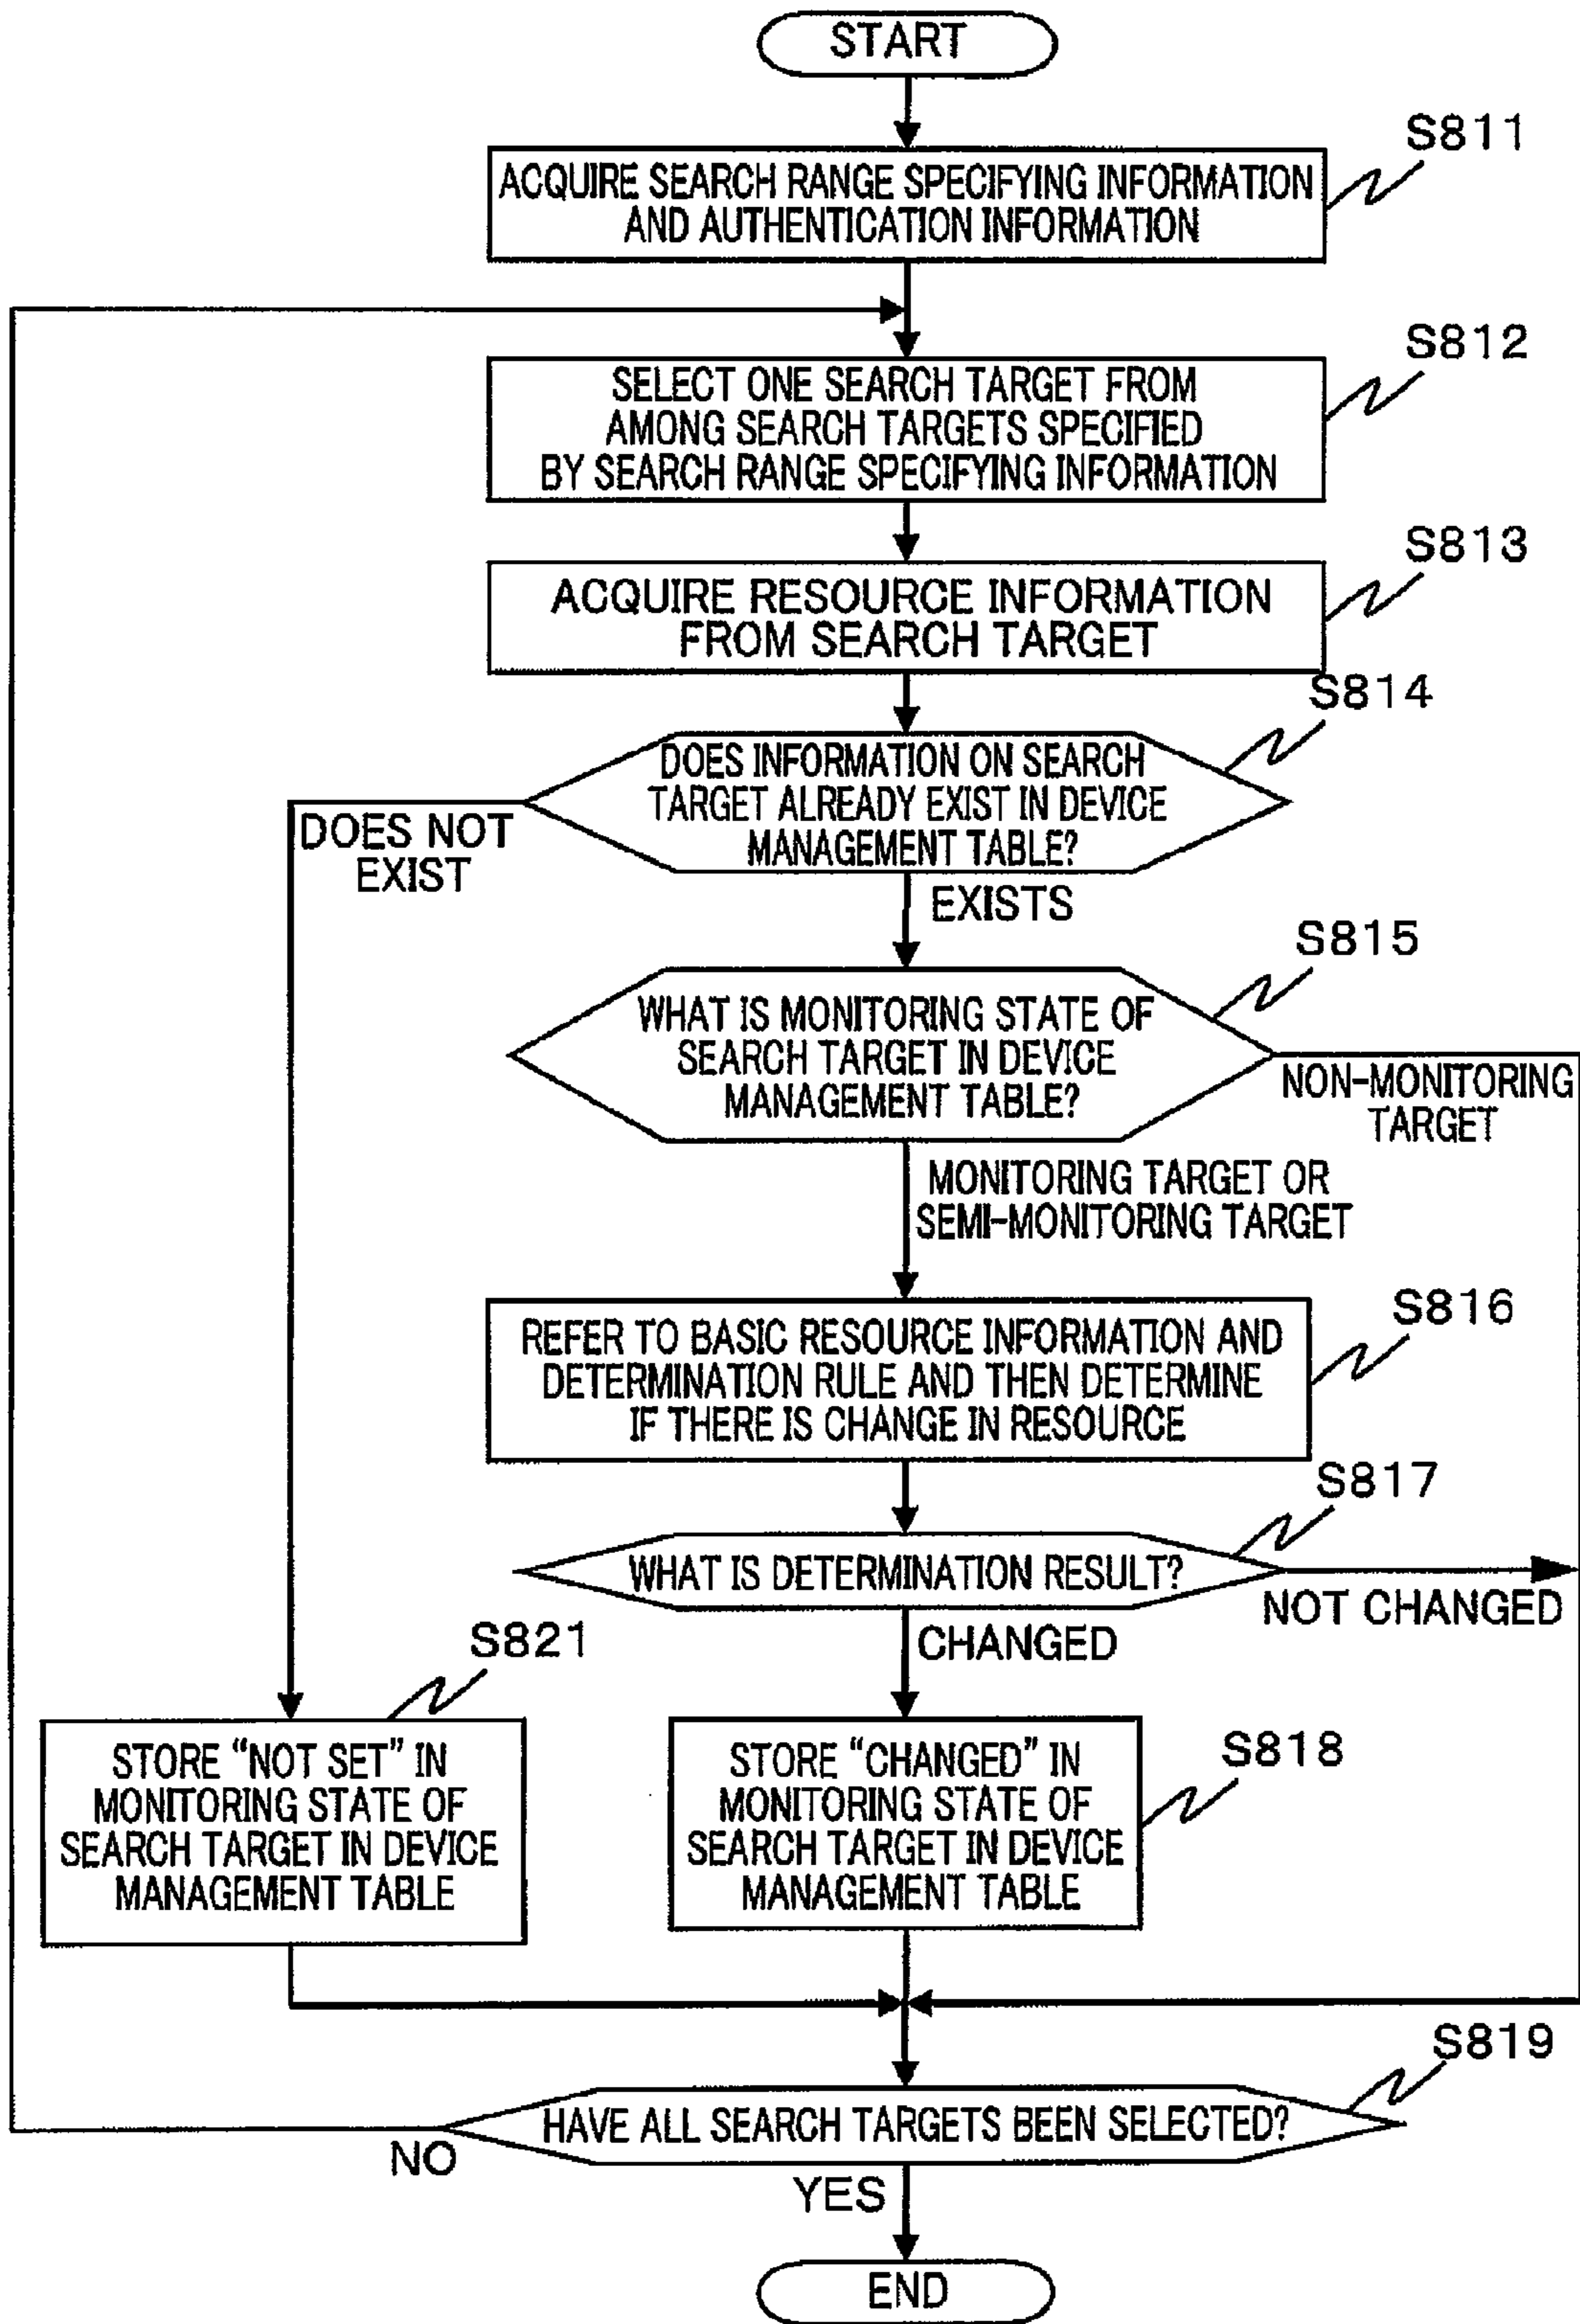 START
S811
ACQUIRE SEARCH RANGE SPECIFYING INFORMATION
AND AUTHENTICATION INFORMATION
S812
SELECT ONE SEARCH TARGET FROM
AMONG SEARCH TARGETS SPECIFIED
BY SEARCH RANGE SPECIFYING INFORMATION
S813
ACQUIRE RESOURCE INFORMATION
FROM SEARCH TARGET
S814
DOES INFORMATION ON SEARCH
TARGET ALREADY EXIST IN DEVICE
MANAGEMENT TABLE?
DOES NOT
EXIST
EXISTS
S815
WHAT IS MONITORING STATE OF
SEARCH TARGET IN DEVICE
MANAGEMENT TABLE?
NON-MONITORING
TARGET
MONITORING TARGET OR
SEMI-MONITORING TARGET
S816
REFER TO BASIC RESOURCE INFORMATION AND
DETERMINATION RULE AND THEN DETERMINE
IF THERE IS CHANGE IN RESOURCE
S817
WHAT IS DETERMINATION RESULT?
NOT CHANGED
CHANGED
S821
STORE “NOT SET” IN
MONITORING STATE OF
SEARCH TARGET IN DEVICE
MANAGEMENT TABLE
S818
STORE “CHANGED” IN
MONITORING STATE OF
SEARCH TARGET IN DEVICE
MANAGEMENT TABLE
S819
HAVE ALL SEARCH TARGETS BEEN SELECTED?
NO
YES
END